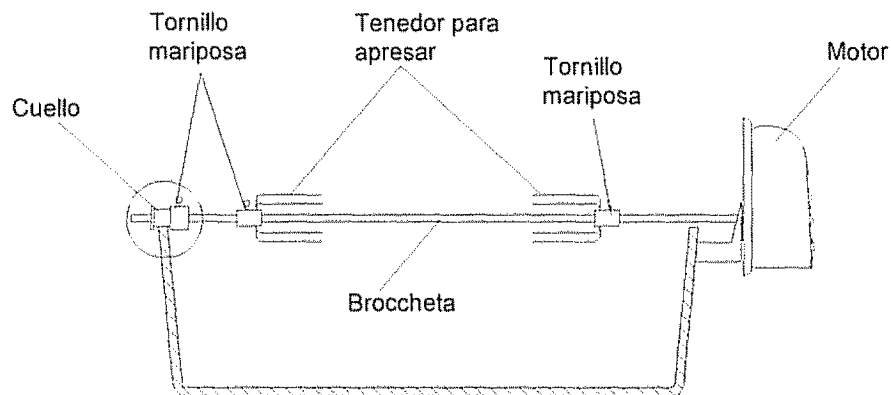 Tornillo
mariposa
Tenedor para
apresar
Tornillo
mariposa
Motor
Cuello
Broccheta